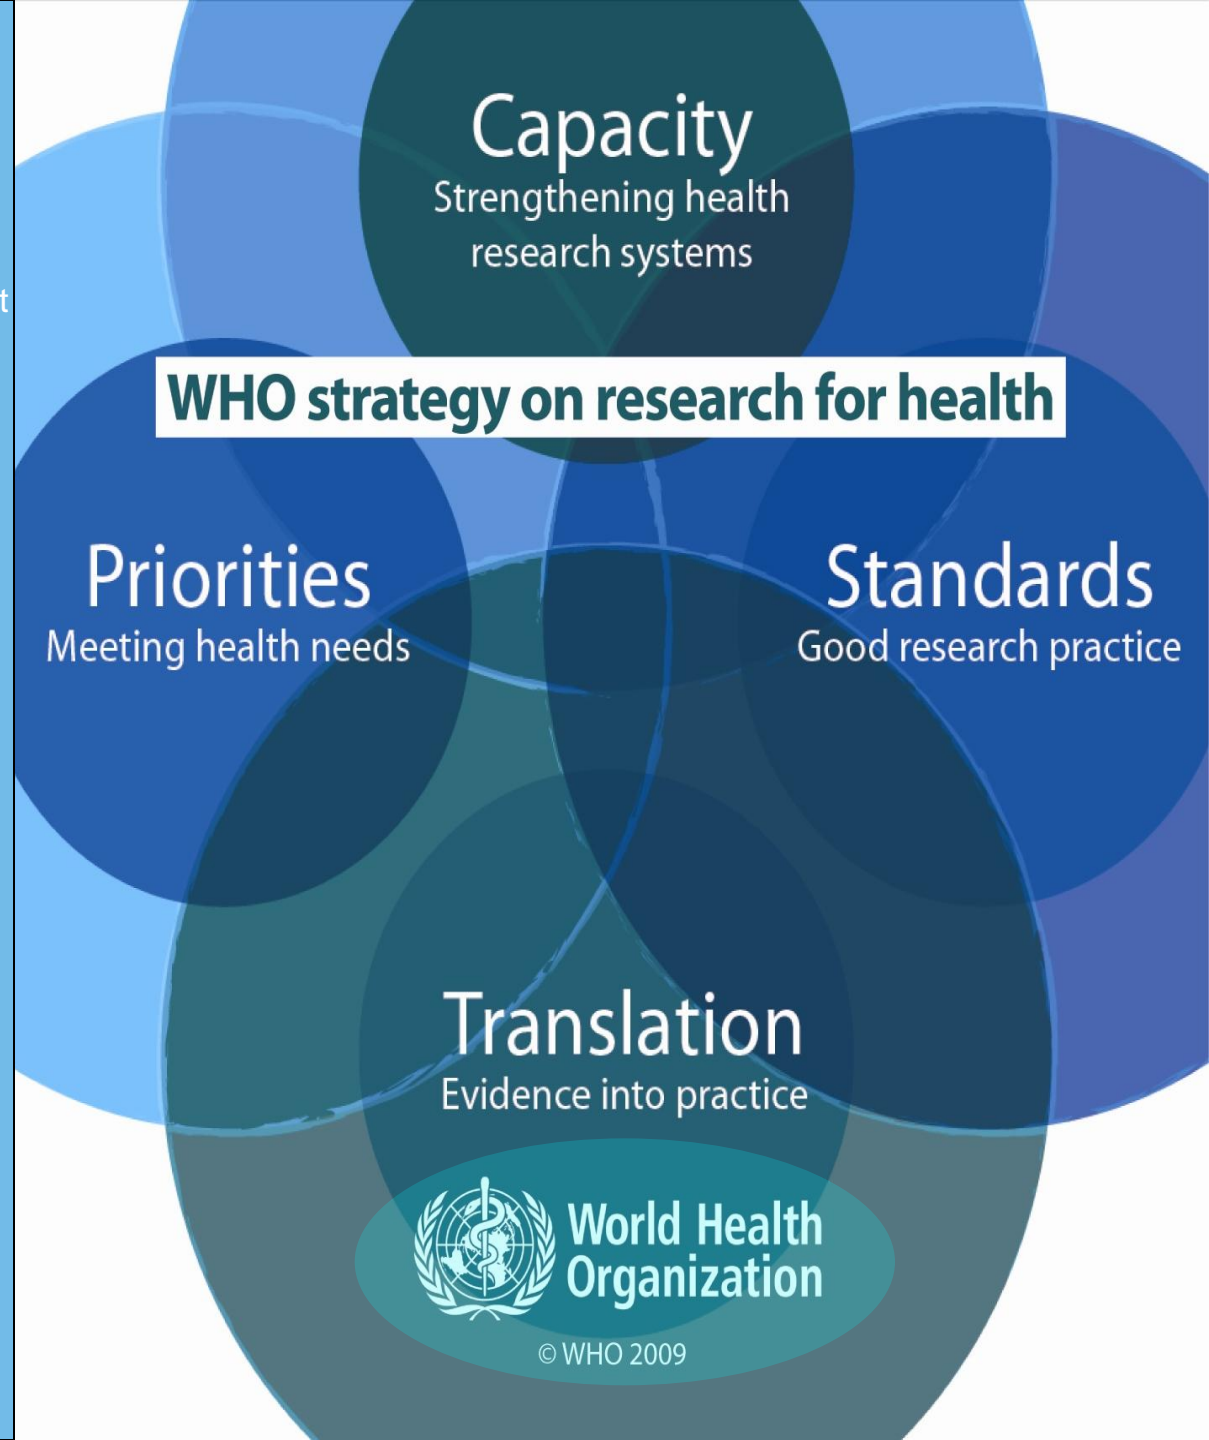 Capacity
Strengthening health
research systems
t
WHO strategy on research for health
Priorities
Meeting health needs
Standards
Good research practice
Translation
Evidence into practice
World Health
Organization
© WHO 2009